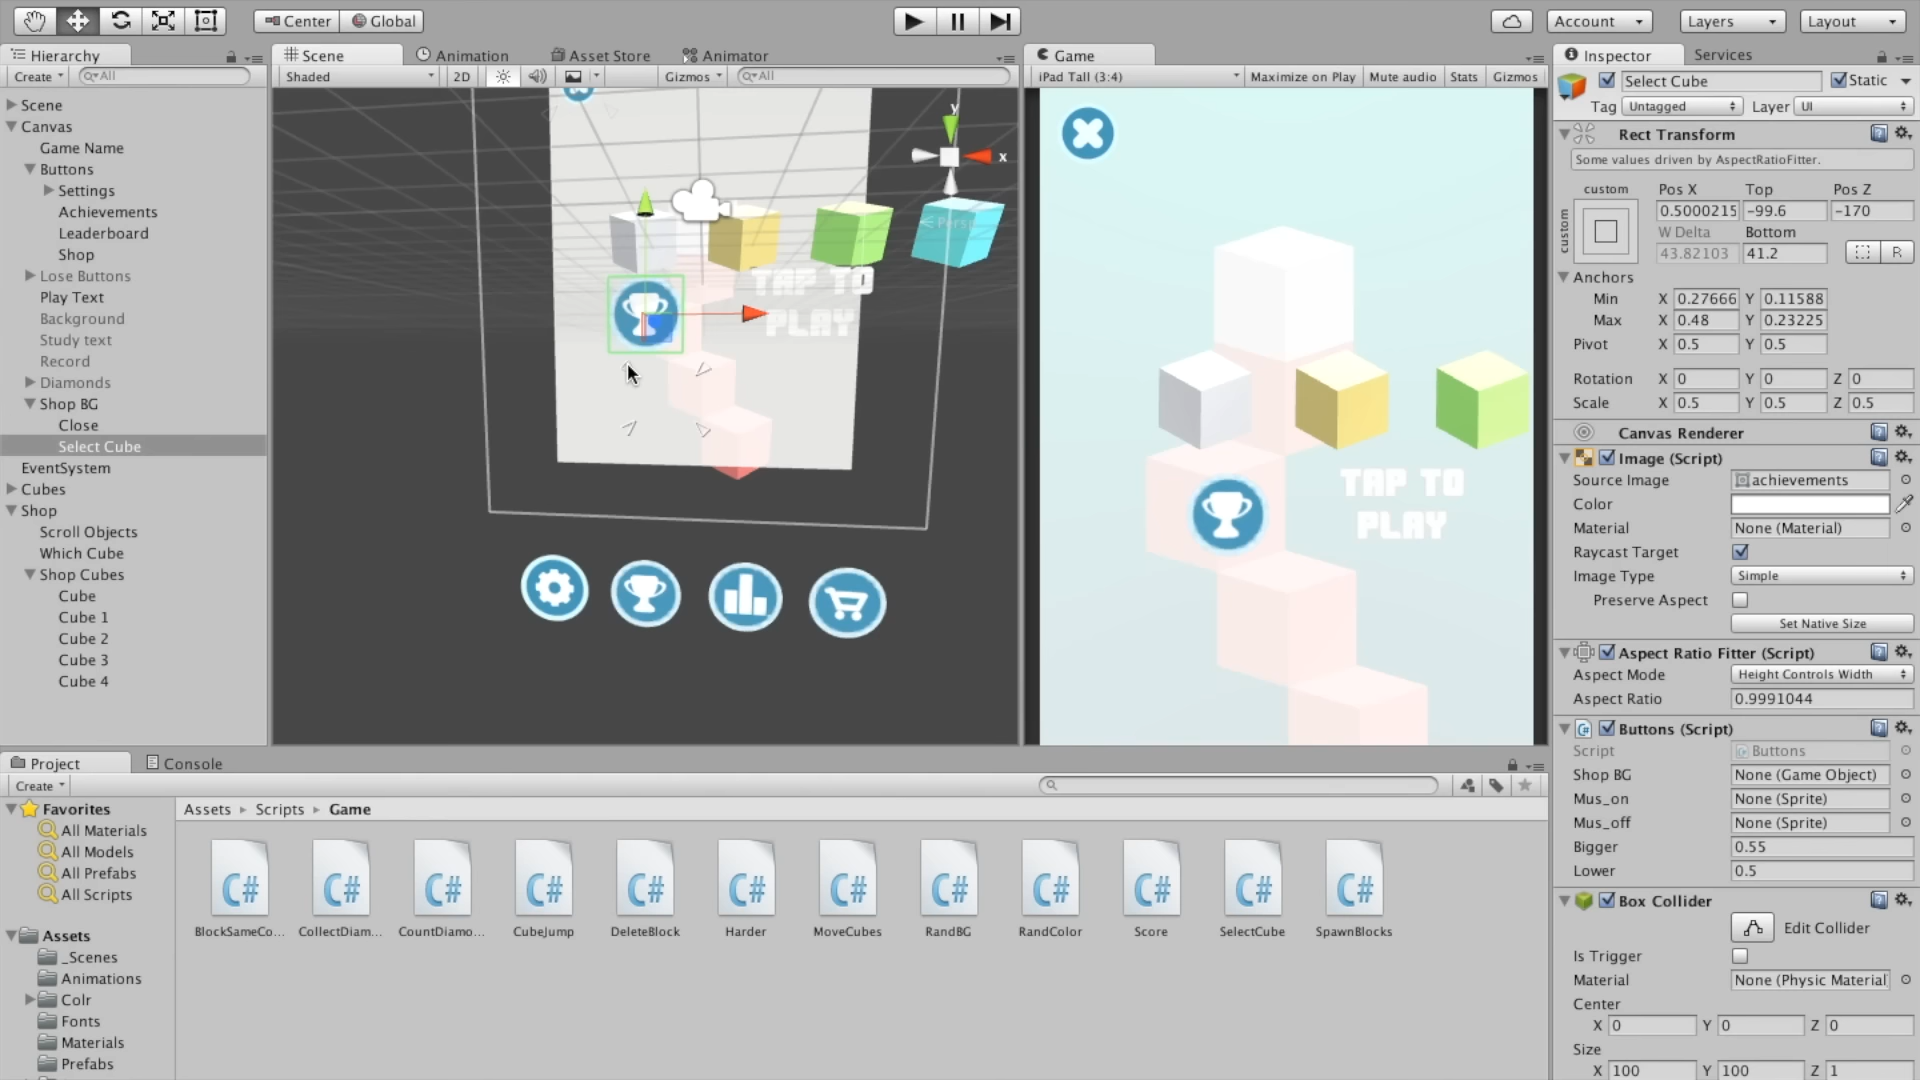 Center
Global
Account
Layers
Layout
Hierarchy
Scene
Animation
Asset Store
Animator
Game
Inspector
Services
Create
All
Shaded
2D
Gizmos
All
iPad Tall (3:4)
Maximize on Play
Mute audio
Stats
Gizmos
Select Cube
Static
Tag
Untagged
Layer
UI
Scene
Canvas
Game Name
Buttons
Settings
Achievements
Leaderboard
Shop
Lose Buttons
Play Text
Background
Study text
Record
Diamonds
Shop BG
Close
Select Cube
EventSystem
Cubes
Shop
Scroll Objects
Which Cube
Shop Cubes
Cube
Cube 1
Cube 2
Cube 3
Cube 4
y
x
Persp
TAP TO
PLAY
TAP TO
PLAY
Rect Transform
Some values driven by AspectRatioFitter.
custom
custom
Pos X
Top
Pos Z
0.5000215
-99.6
-170
W Delta
Bottom
43.82103
41.2
R
Anchors
Min
X
0.27666
Y
0.11588
Max
X
0.48
Y
0.23225
Pivot
X
0.5
Y
0.5
Rotation
X
0
Y
0
Z
0
Scale
X
0.5
Y
0.5
Z
0.5
Canvas Renderer
Image (Script)
Source Image
achievements
Color
Material
None (Material)
Raycast Target
Image Type
Simple
Preserve Aspect
Set Native Size
Aspect Ratio Fitter (Script)
Aspect Mode
Height Controls Width
Aspect Ratio
0.9991044
Buttons (Script)
Script
Buttons
Shop BG
None (Game Object)
Mus_on
None (Sprite)
Mus_off
None (Sprite)
Bigger
0.55
Lower
0.5
Box Collider
Edit Collider
Is Trigger
Material
None (Physic Material
Center
X
0
Y
0
Z
0
Size
X
100
Y
100
Z
1
Project
Console
Create
Favorites
All Materials
All Models
All Prefabs
All Scripts
Assets
_Scenes
Animations
Colr
Fonts
Materials
Prefabs
Assets
Scripts
Game
C#
C#
C#
C#
C#
C#
C#
C#
C#
C#
C#
C#
BlockSameCo...
CollectDiam...
CountDiamo...
CubeJump
DeleteBlock
Harder
MoveCubes
RandBG
RandColor
Score
SelectCube
SpawnBlocks